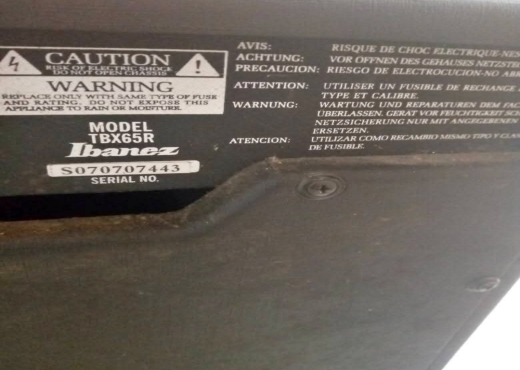 CAUTION
RISK OF ELECTRIC SHOCK
DO NOT OPEN CHASSIS
WARNING
REPLACE ONLY WITH SAME TYPE OF FUSE
AND RATING. DO NOT EXPOSE THIS
APPLIANCE TO RAIN OR MOISTURE.
MODEL
TBX65R
Ibanez
S070707443
SERIAL NO.
AVIS: RISQUE DE CHOC ELECTRIQUE-NE
ACHTUNG: VOR OFFNEN DES GEHAUSES NETZSTE
PRECAUCION: RIESGO DE ELECTROCUCION-NO AB
ATTENTION: UTILISER UN FUSIBLE DE RECHANGE
TYPE ET CALIBRE.
WARNUNG: WARTUNG UND REPARATUREN DEM FAC
ÜBERLASSEN. GERÄT VOR FEUCHTIGKEIT SCH
NETZSICHERUNG NUR MIT ANGEGEBENEN
ERSETZEN.
ATENCION: UTILIZAR COMO RECAMBIO MISMO TIPO Y CLA
DE FUSIBLE.